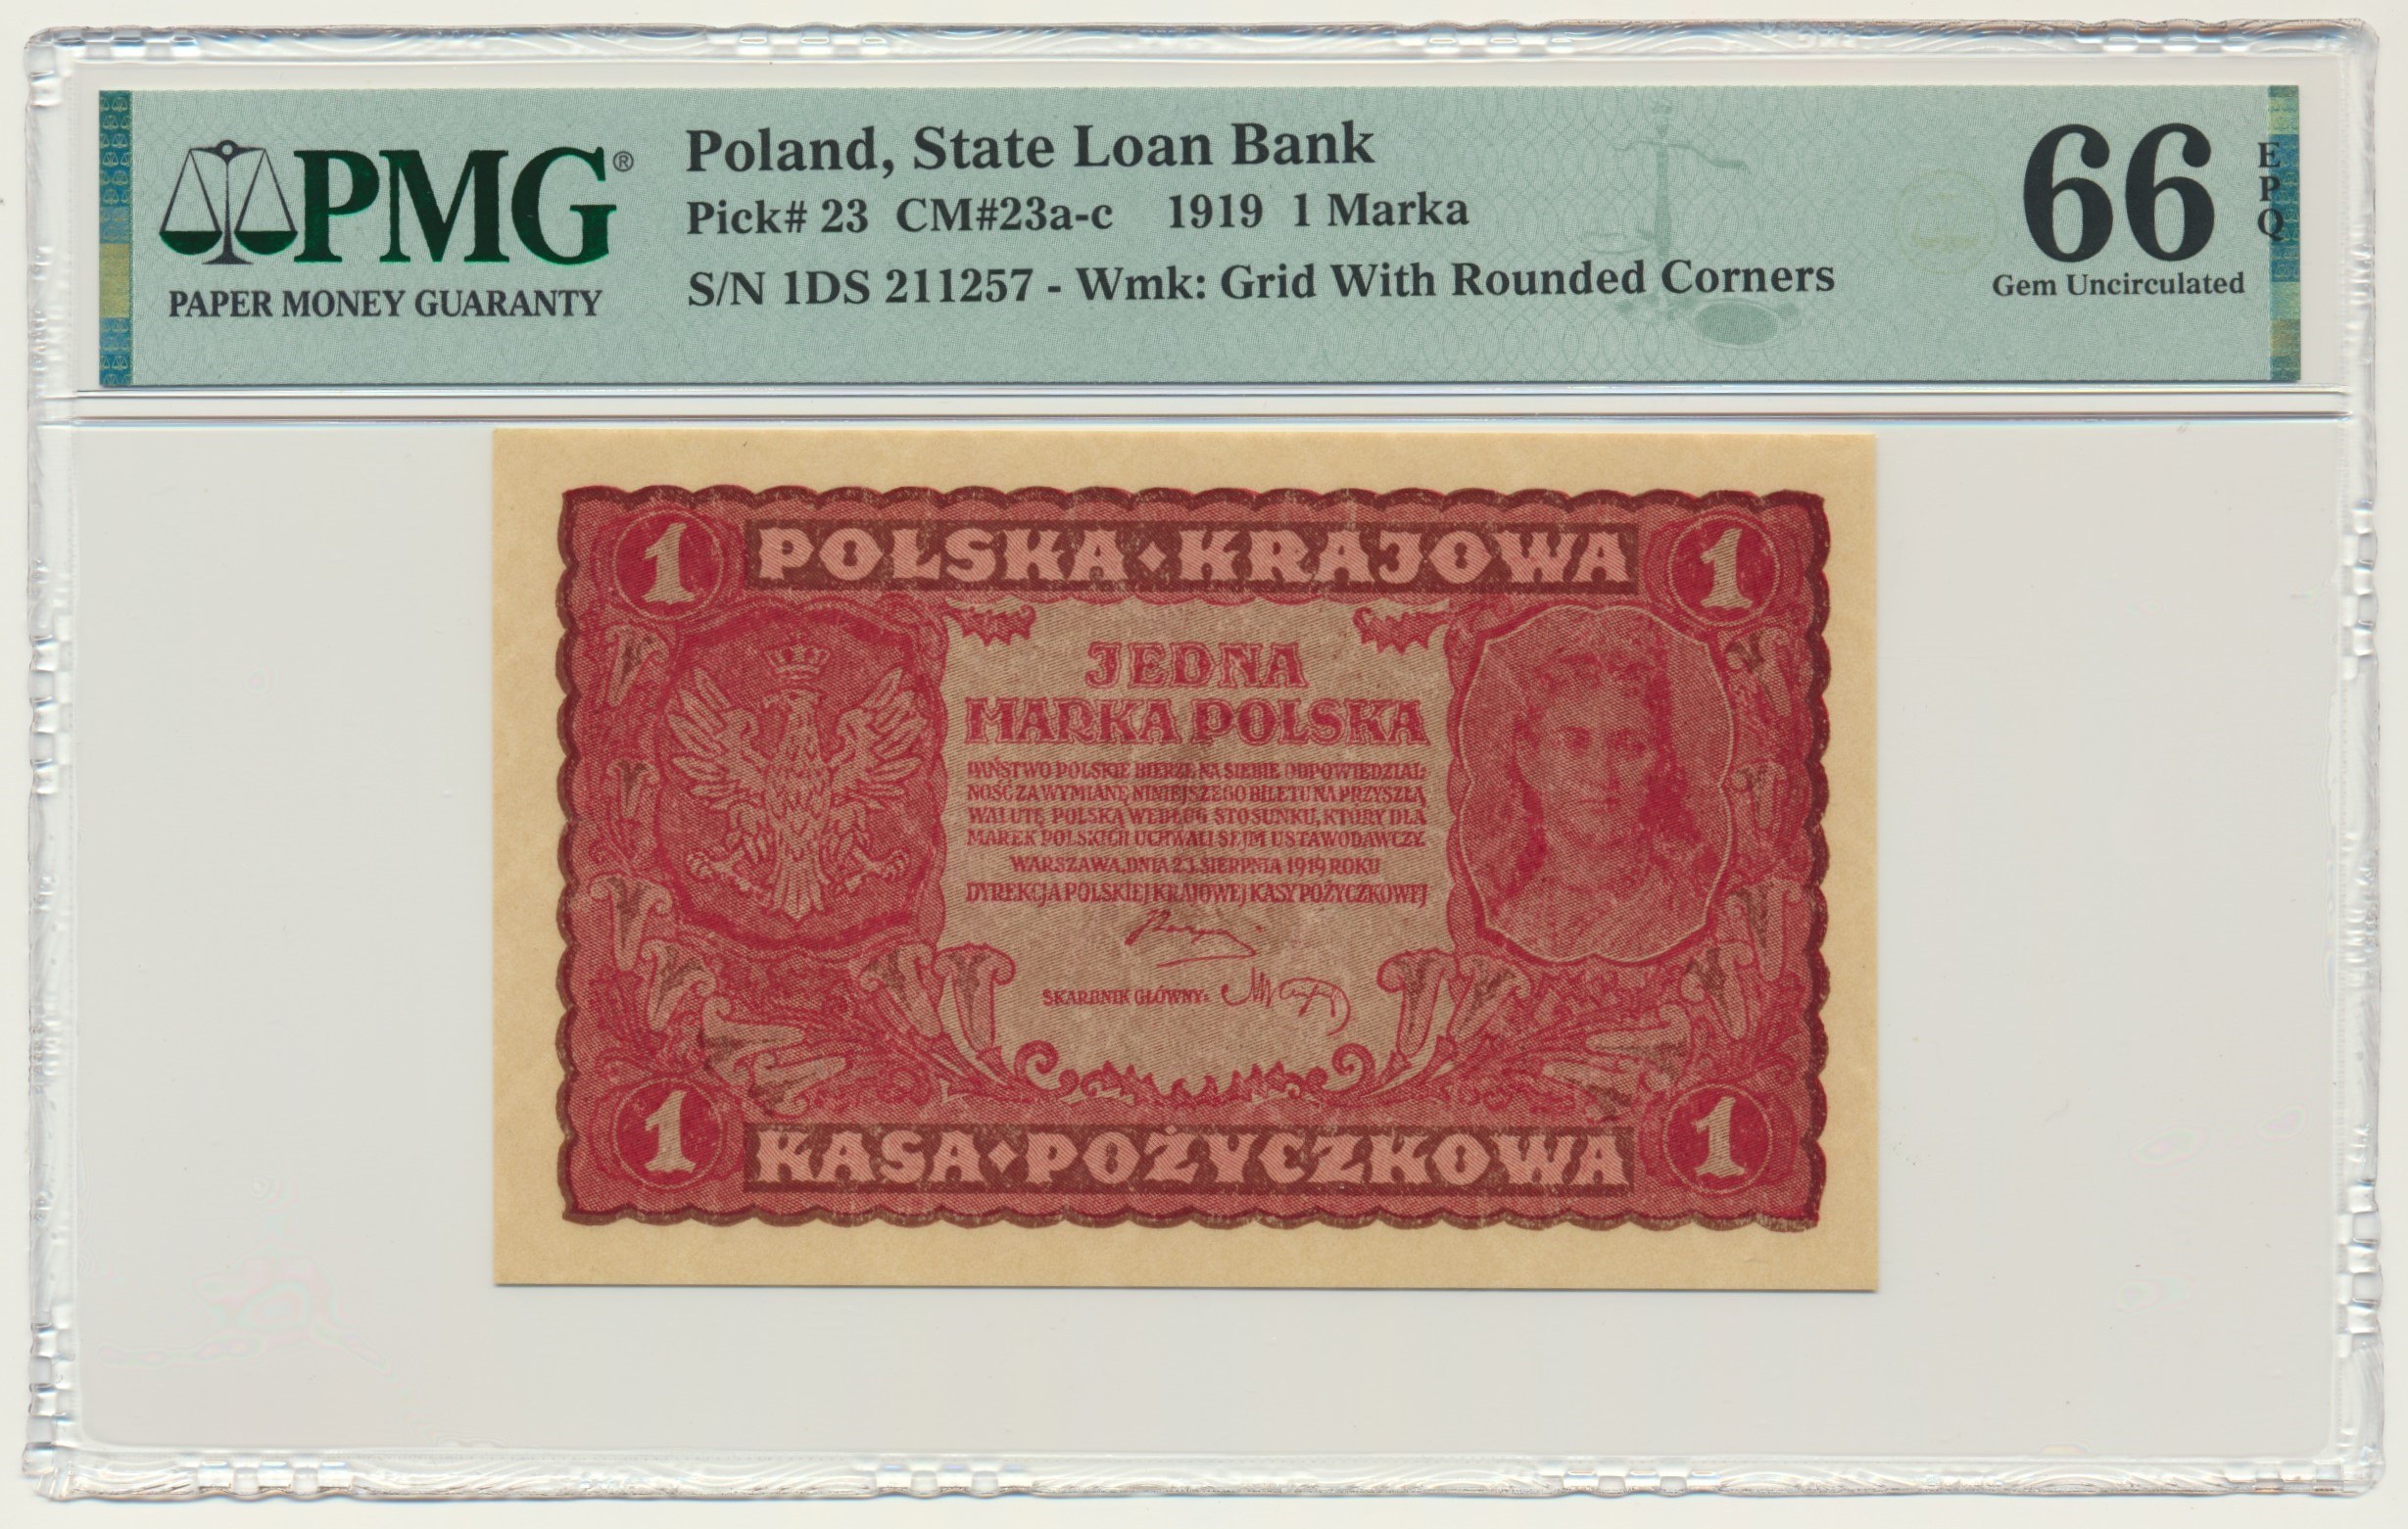 PMG®
PAPER MONEY GUARANTY
Poland, State Loan Bank
Pick# 23 CM#23a-c 1919 1 Marka
S/N 1DS 211257 - Wmk: Grid With Rounded Corners
66
EPQ
Gem Uncirculated
1 POLSKA • KRAJOWA 1
JEDNA
MARKA POLSKA
PAŃSTWO POLSKIE BIERZE NA SIEBIE ODPOWIEDZIAL:
NOŚĆ ZA WYMIANĘ NINIEJSZEGO BILETU NA PRZYSZŁĄ
WALUTĘ POLSKĄ WEDŁUG STOSUNKU, KTÓRY DLA
MAREK POLSKICH UCHWALI SEJM USTAWODAWCZY.
WARSZAWA, DNIA 23 SIERPNIA 1919 ROKU
DYREKCJA POLSKIEJ KRAJOWEJ KASY POŻYCZKOWEJ
SKARBNIK GŁÓWNY:
1 KASA • POŻYCZKOWA 1